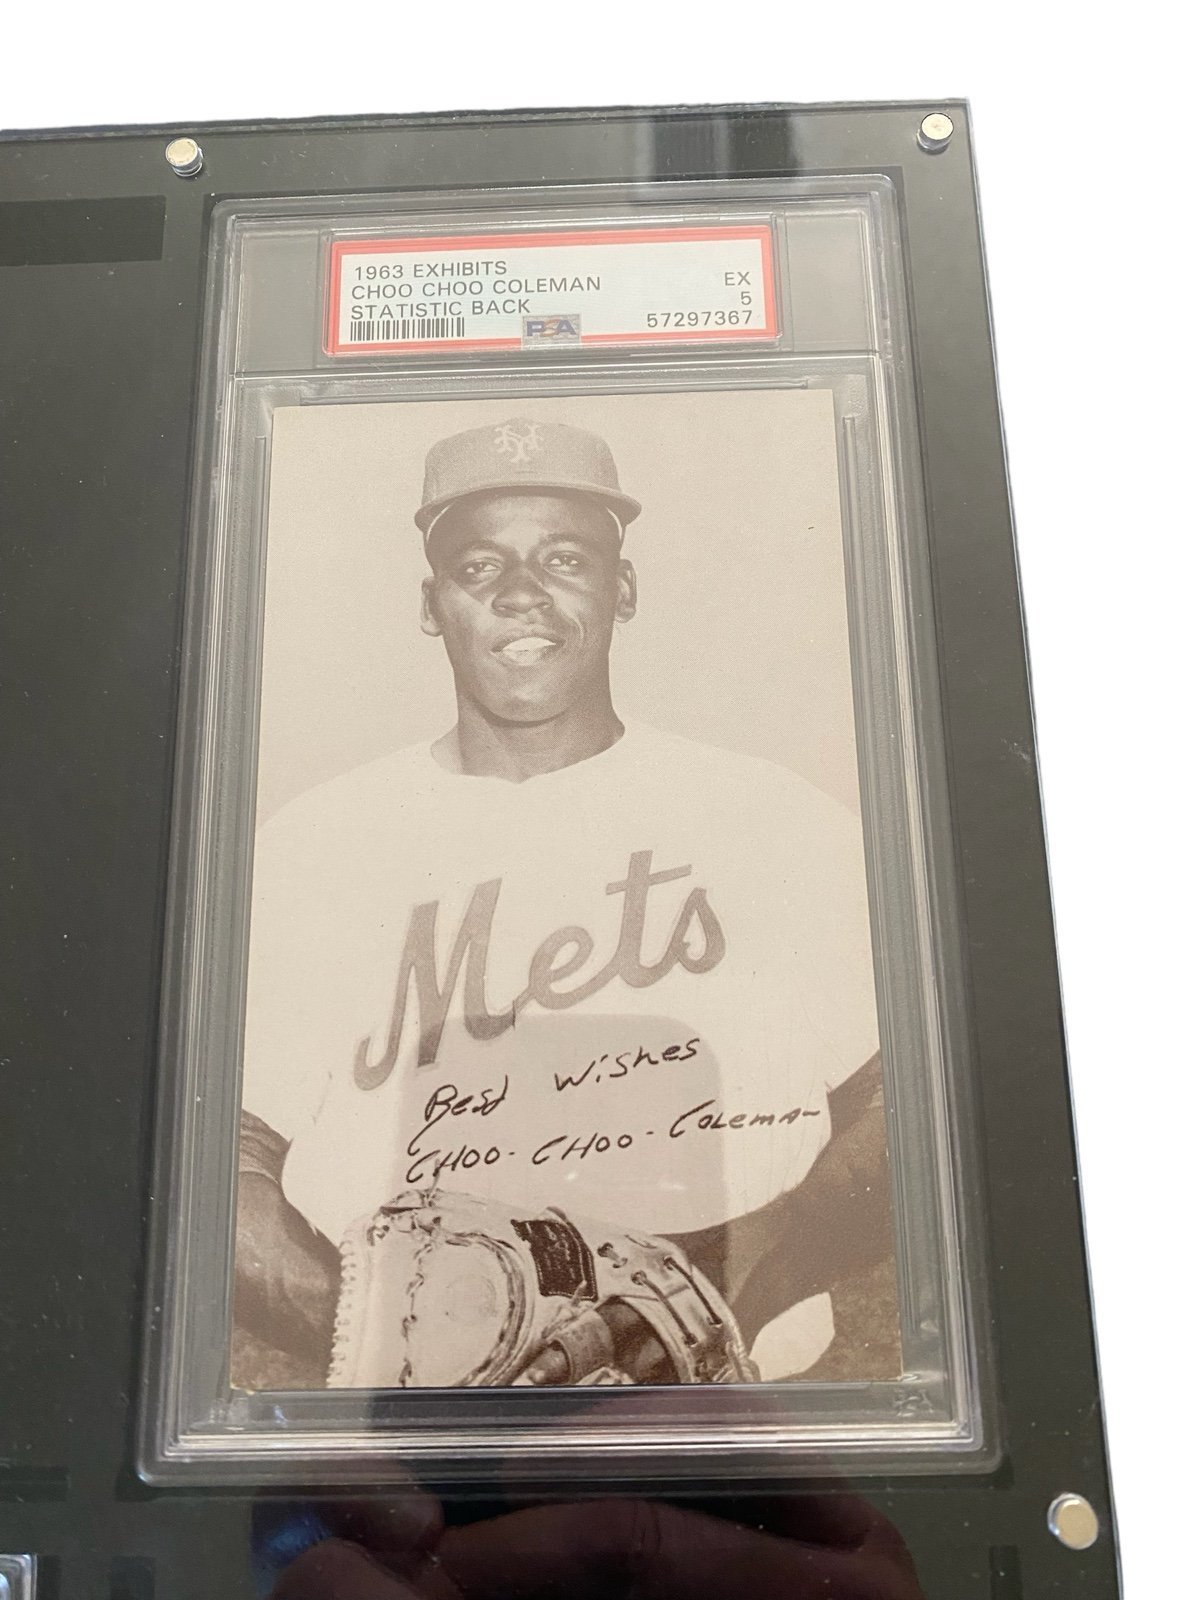 1963 EXHIBITS
CHOO CHOO COLEMAN
STATISTIC BACK
EX
5
57297367
PSA
NY
Mets
Best Wishes
CHOO-CHOO-COLEMAN